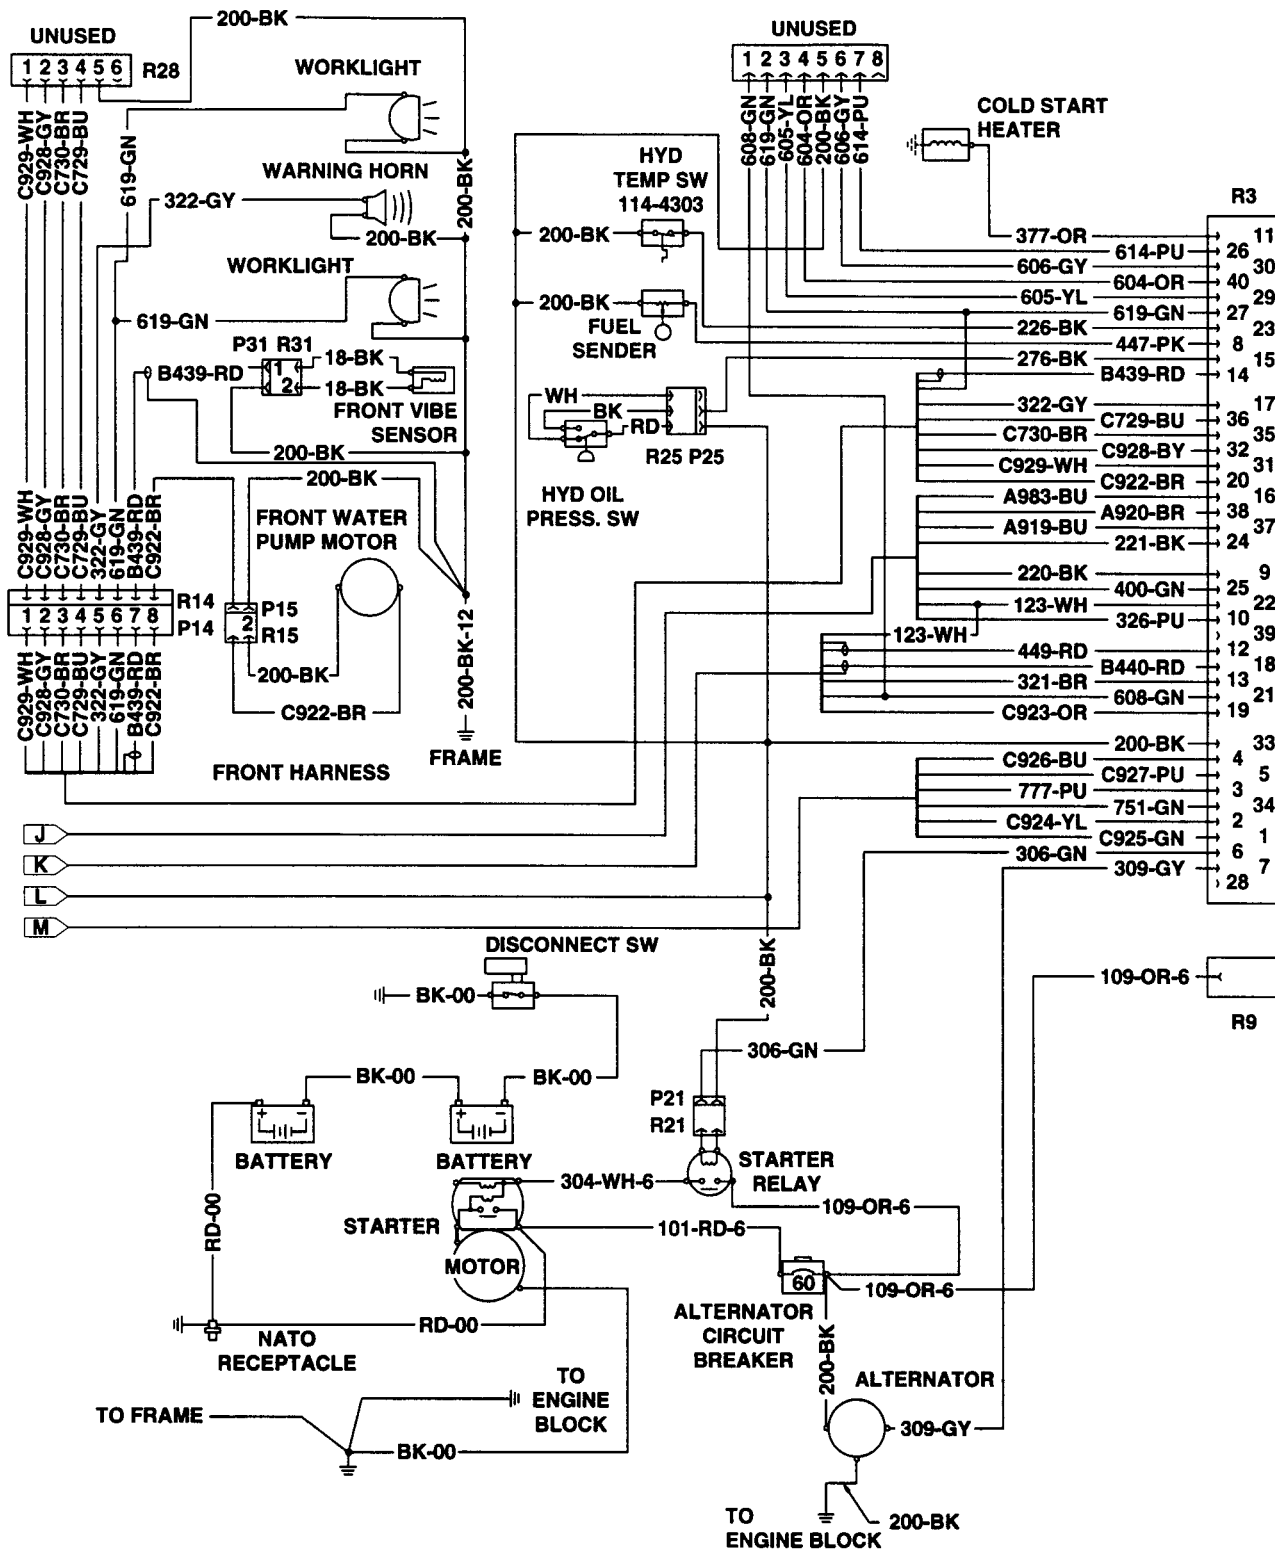 200-BK
UNUSED
1 2 3 4 5 6
R28
C929-WH
C928-GY
C730-BR
C729-BU
619-GN
WORKLIGHT
WARNING HORN
322-GY
200-BK
200-BK
WORKLIGHT
619-GN
P31 R31
B439-RD
1
2
18-BK
18-BK
FRONT VIBE
SENSOR
200-BK
200-BK
FRONT WATER
PUMP MOTOR
C929-WH
C928-GY
C730-BR
C729-BU
322-GY
619-GN
B439-RD
C922-BR
R14
1 2 3 4 5 6 7 8
P14
P15
2
R15
200-BK
C922-BR
C929-WH
C928-GY
C730-BR
C729-BU
322-GY
619-GN
B439-RD
C922-BR
200-BK-12
FRAME
FRONT HARNESS
J
K
L
M
UNUSED
1 2 3 4 5 6 7 8
608-GN
619-GN
605-YL
604-OR
200-BK
606-GY
614-PU
HYD
TEMP SW
114-4303
200-BK
200-BK
FUEL
SENDER
WH
BK
RD
R25 P25
HYD OIL
PRESS. SW
COLD START
HEATER
R3
377-OR 11
614-PU 26
606-GY 30
604-OR 40
605-YL 29
619-GN 27
226-BK 23
447-PK 8
276-BK 15
B439-RD 14
322-GY 17
C729-BU 36
C730-BR 35
C928-BY 32
C929-WH 31
C922-BR 20
A983-BU 16
A920-BR 38
A919-BU 37
221-BK 24
220-BK 9
400-GN 25
123-WH 22
326-PU 10
123-WH 39
449-RD 12
B440-RD 18
321-BR 13
608-GN 21
C923-OR 19
200-BK 33
C926-BU 4
C927-PU 5
777-PU 3
751-GN 34
C924-YL 2
C925-GN 1
306-GN 6
309-GY 7
28
109-OR-6
R9
DISCONNECT SW
BK-00
200-BK
306-GN
BK-00
BK-00
P21
R21
+ -
BATTERY
+ -
BATTERY
STARTER
RELAY
304-WH-6
109-OR-6
RD-00
STARTER
101-RD-6
MOTOR
60
109-OR-6
ALTERNATOR
CIRCUIT
BREAKER
RD-00
NATO
RECEPTACLE
200-BK
ALTERNATOR
TO
ENGINE
BLOCK
TO FRAME
BK-00
309-GY
TO
ENGINE BLOCK
200-BK